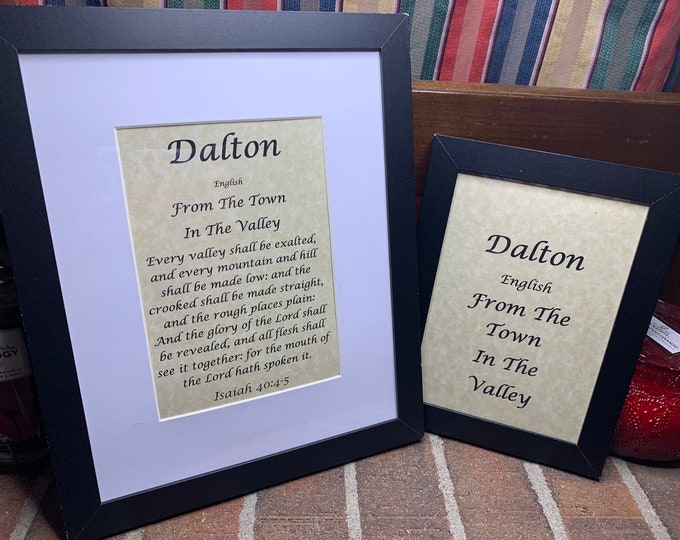 Dalton
English
From The Town
In The Valley
Every valley shall be exalted,
and every mountain and hill
shall be made low: and the
crooked shall be made straight,
and the rough places plain:
And the glory of the Lord shall
be revealed, and all flesh shall
see it together: for the mouth of
the Lord hath spoken it.
Isaiah 40:4-5
Dalton
English
From The
Town
In The
Valley